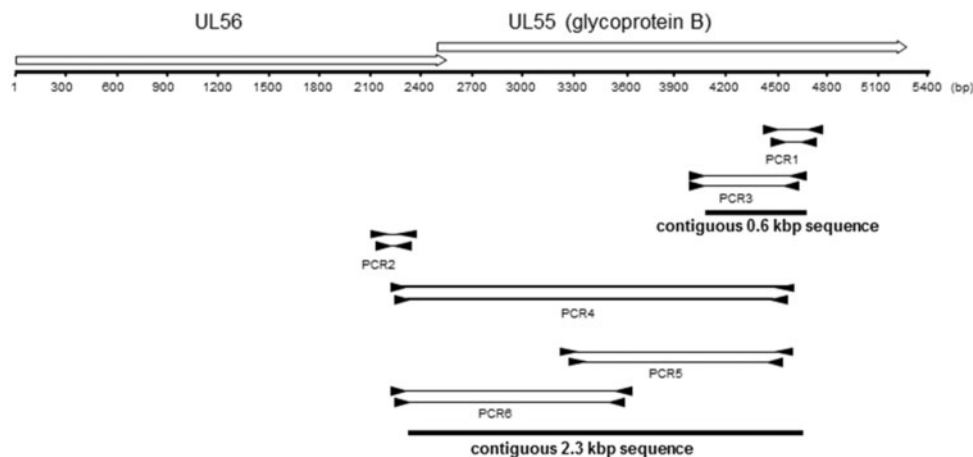 UL56 UL55 (glycoprotein B)
1 300 600 900 1200 1500 1800 2100 2400 2700 3000 3300 3600 3900 4200 4500 4800 5100 5400 (bp)
PCR1
PCR3
contiguous 0.6 kbp sequence
PCR2
PCR4
PCR5
PCR6
contiguous 2.3 kbp sequence